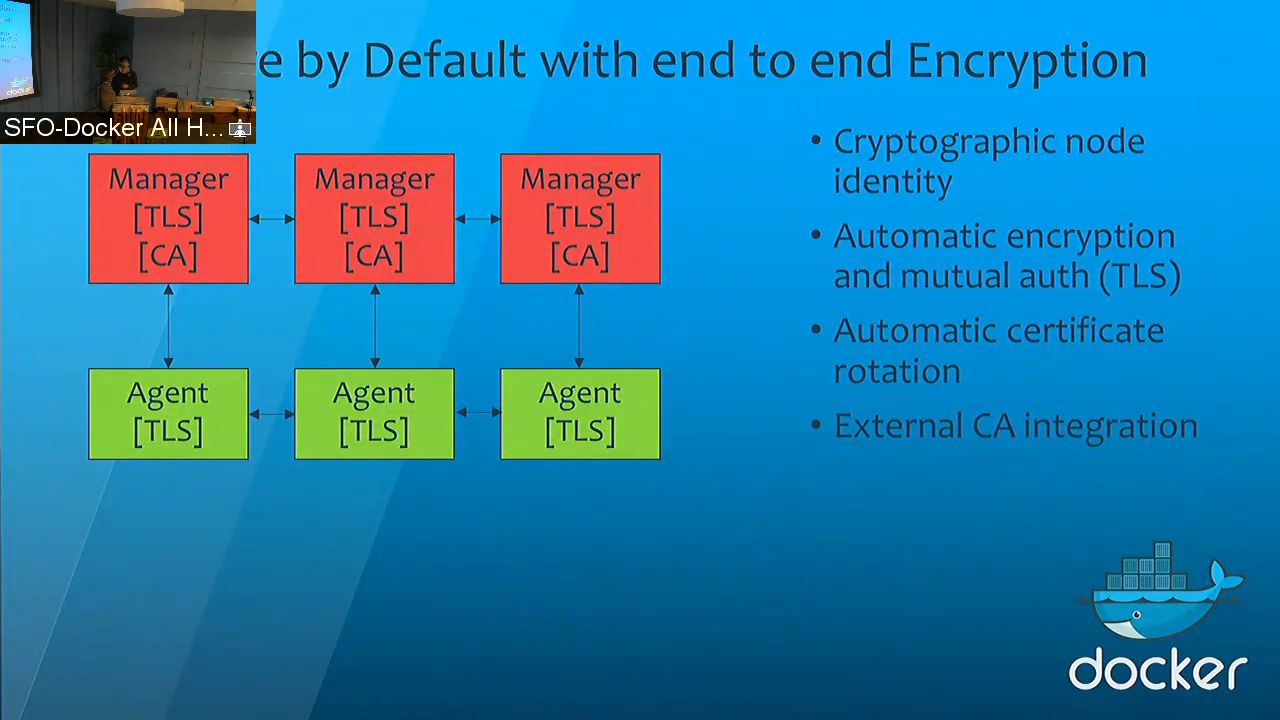 e by Default with end to end Encryption
SFO-Docker All H...
Manager
[TLS]
[CA]
Manager
[TLS]
[CA]
Manager
[TLS]
[CA]
Agent
[TLS]
Agent
[TLS]
Agent
[TLS]
• Cryptographic node
identity
• Automatic encryption
and mutual auth (TLS)
• Automatic certificate
rotation
• External CA integration
docker